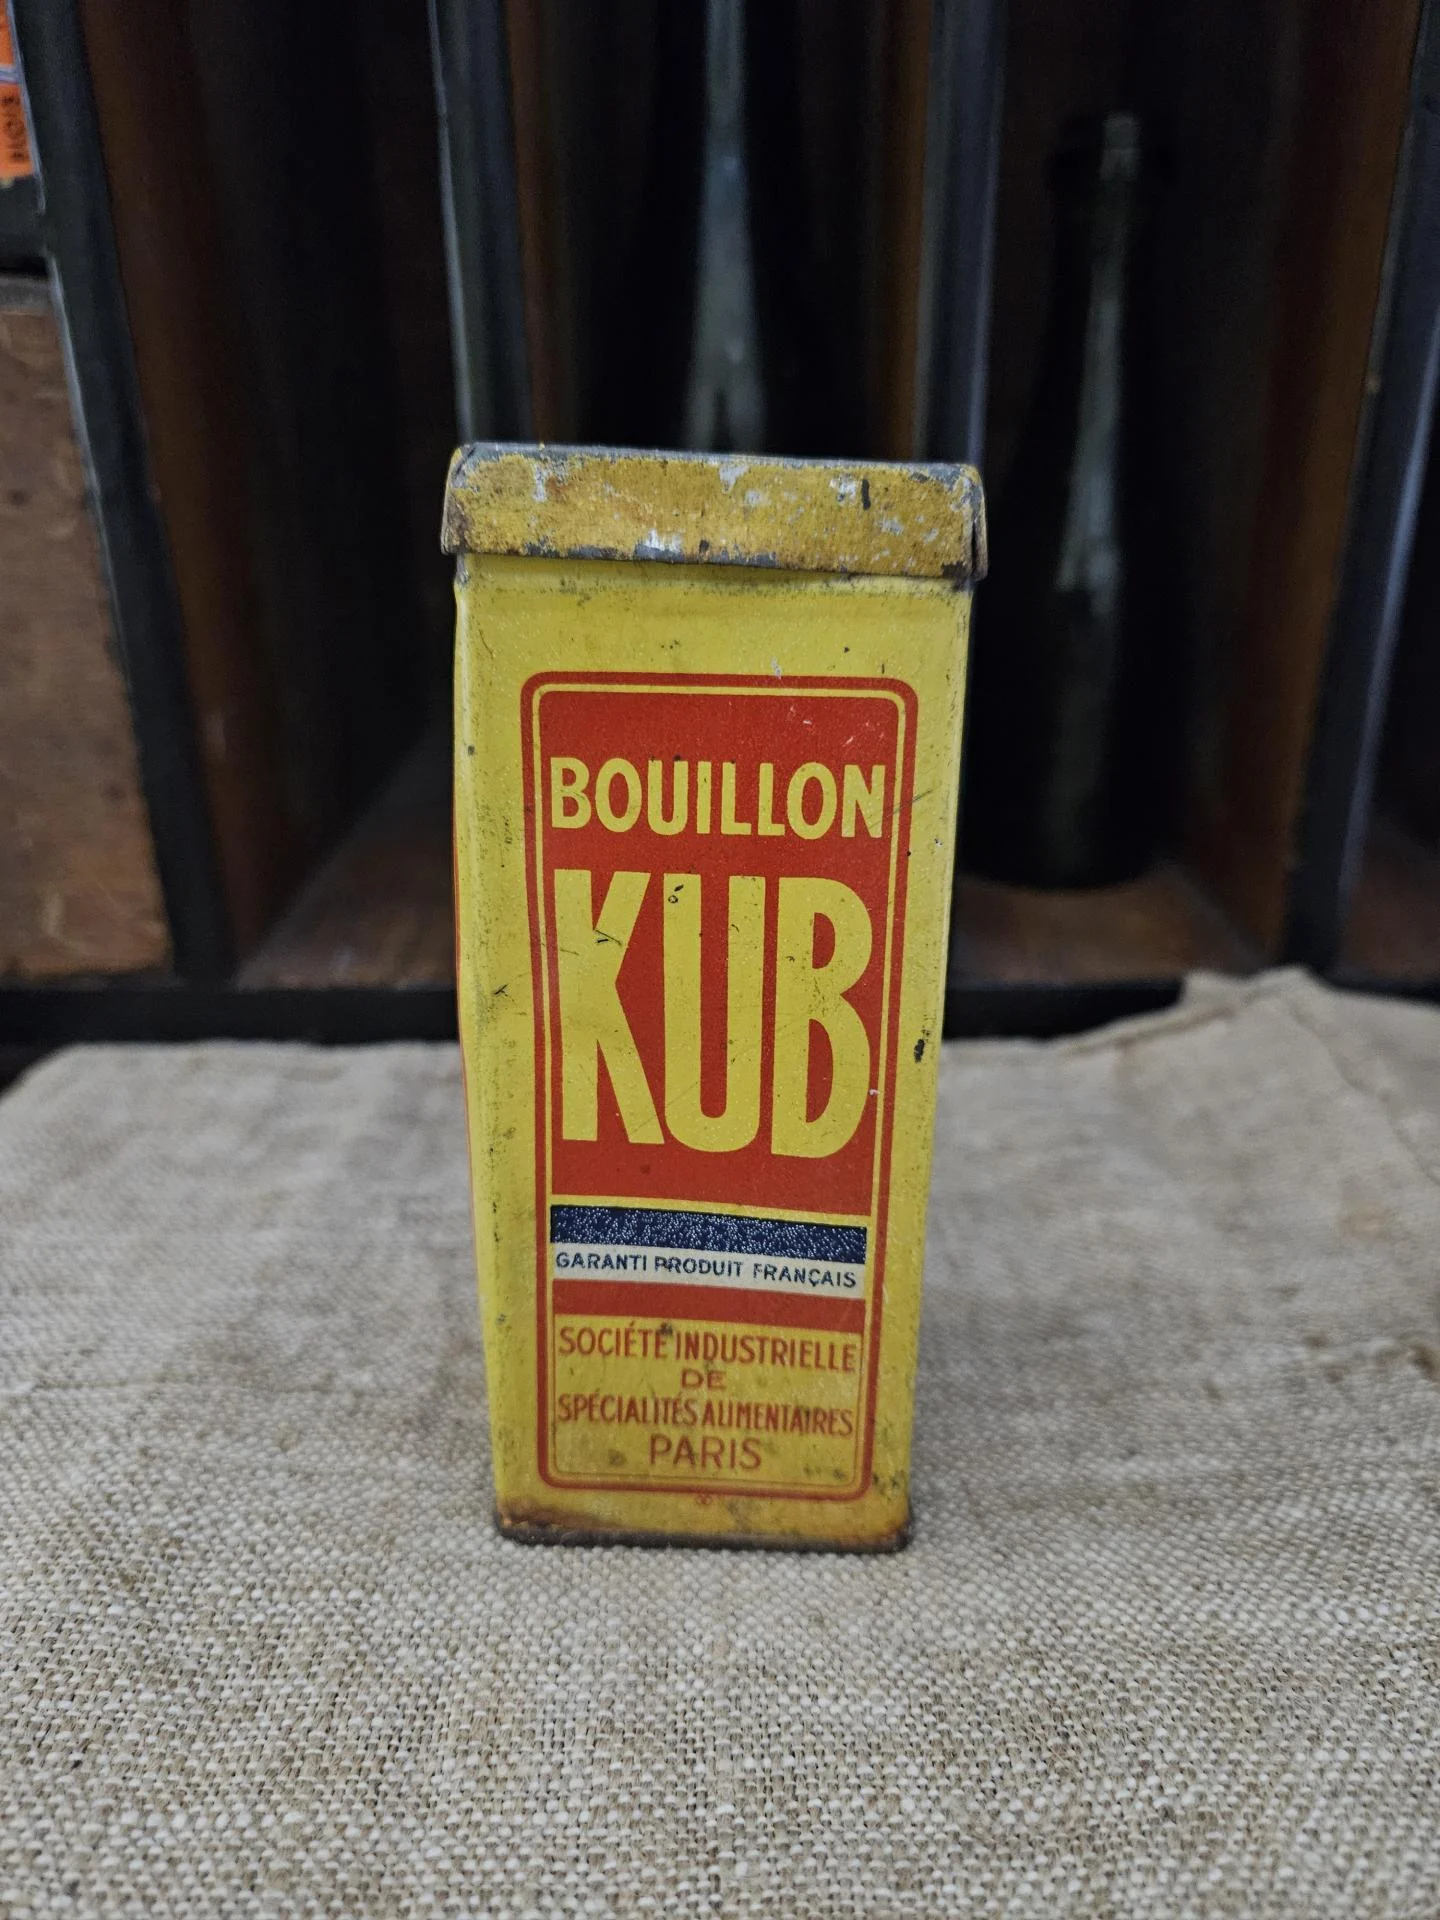 BOUILLON
KUB
GARANTI PRODUIT FRANÇAIS
SOCIÉTÉ INDUSTRIELLE
DE
SPÉCIALITÉS ALIMENTAIRES
PARIS